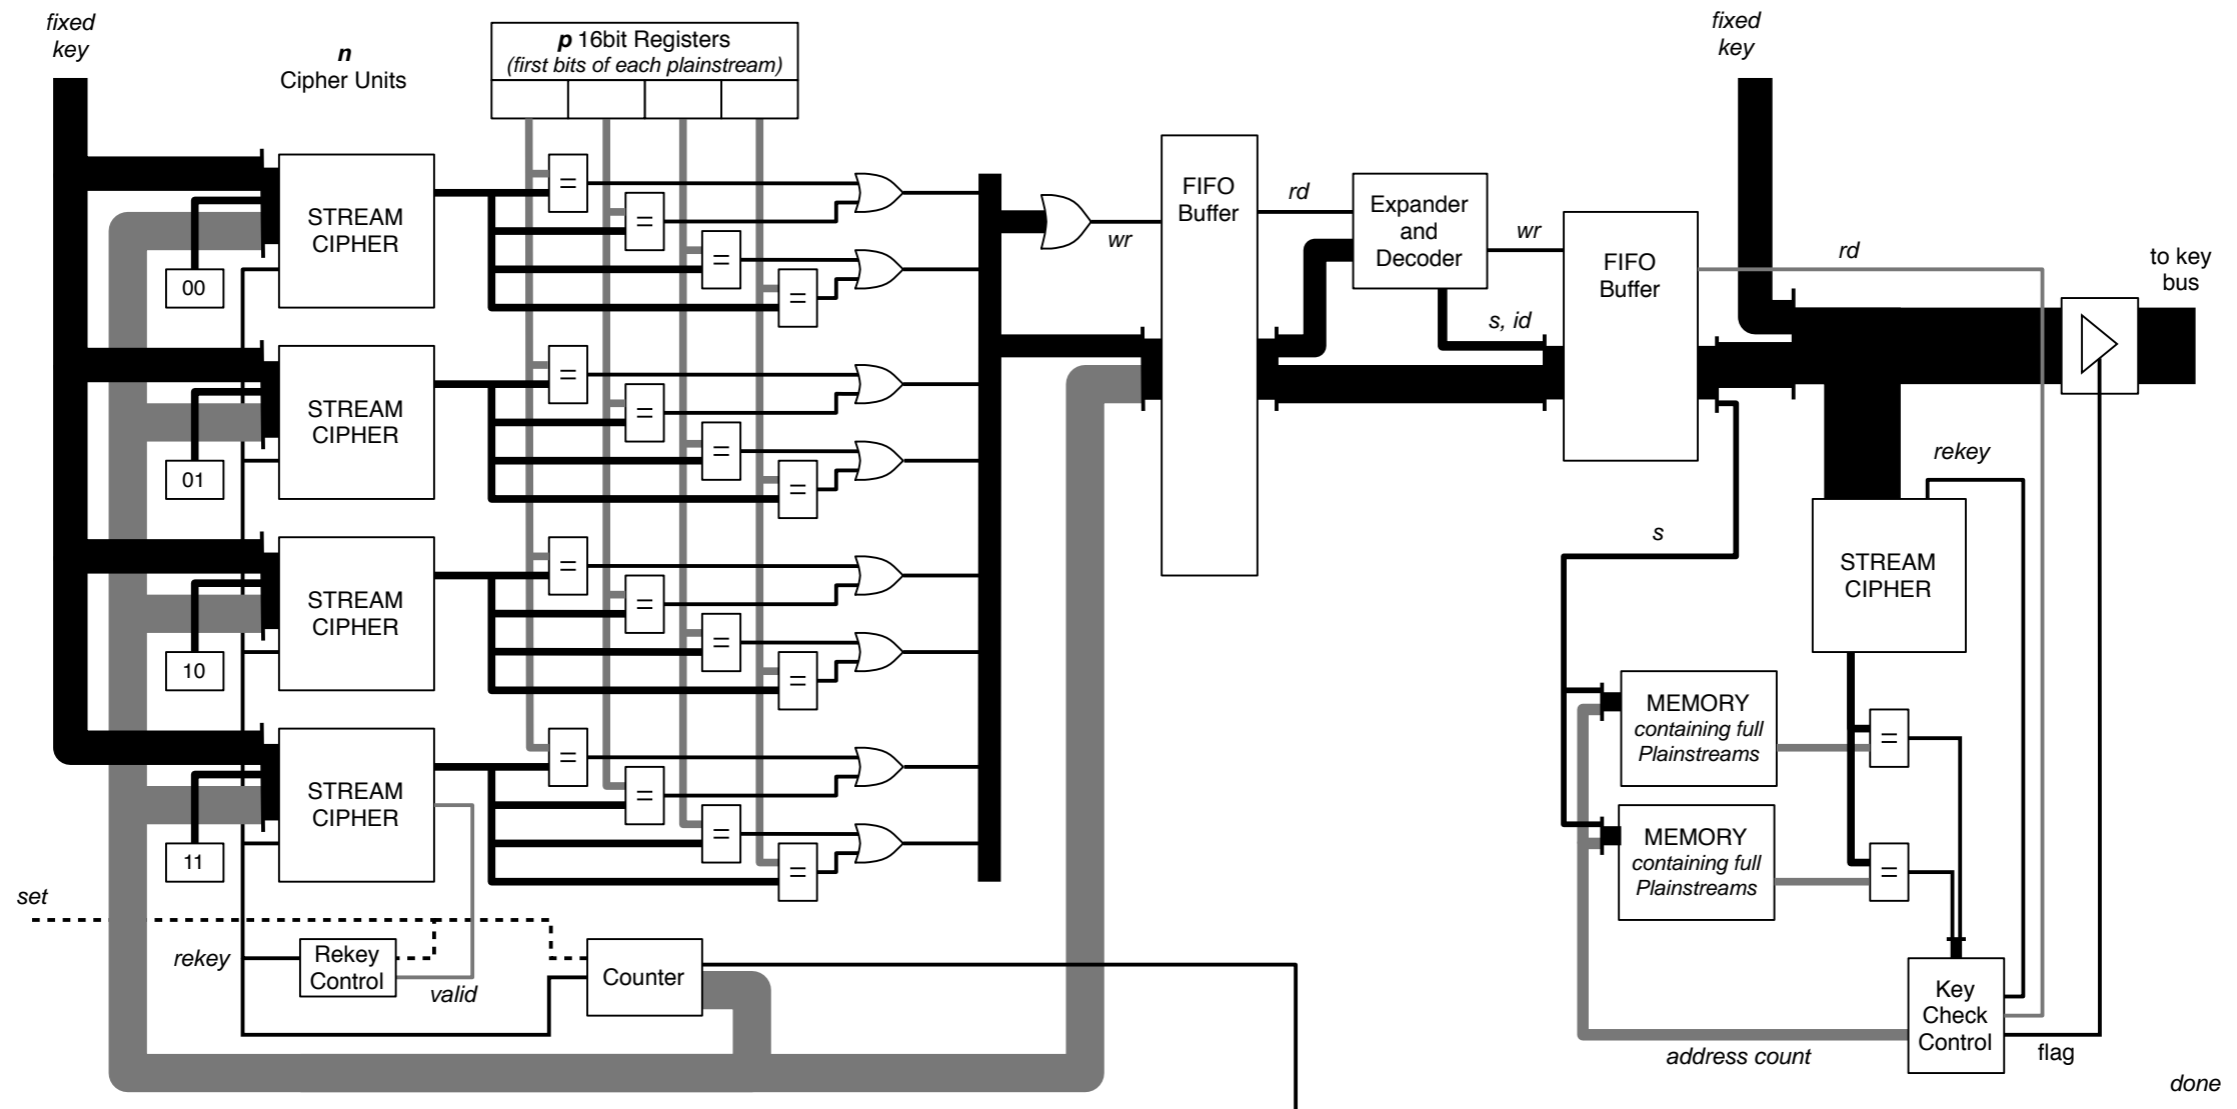 fixed
key
n
Cipher Units
p 16bit Registers
(first bits of each plainstream)
STREAM
CIPHER
00
=
=
=
=
STREAM
CIPHER
01
=
=
=
=
STREAM
CIPHER
10
=
=
=
=
STREAM
CIPHER
11
=
=
=
=
set
rekey
Rekey
Control
valid
Counter
wr
FIFO
Buffer
rd
Expander
and
Decoder
wr
s, id
FIFO
Buffer
fixed
key
rd
to key
bus
rekey
s
STREAM
CIPHER
MEMORY
containing full
Plainstreams
=
MEMORY
containing full
Plainstreams
=
Key
Check
Control
address count
flag
done